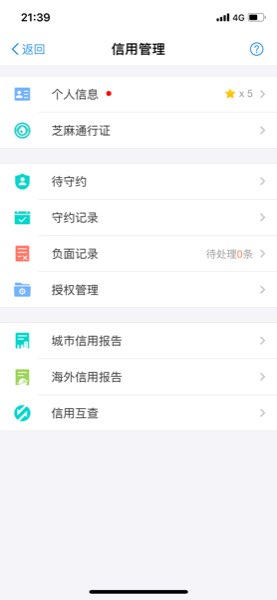 21:39
4G
返回
信用管理
个人信息
x 5
芝麻通行证
待守约
守约记录
负面记录
待处理0条
授权管理
城市信用报告
海外信用报告
信用互查